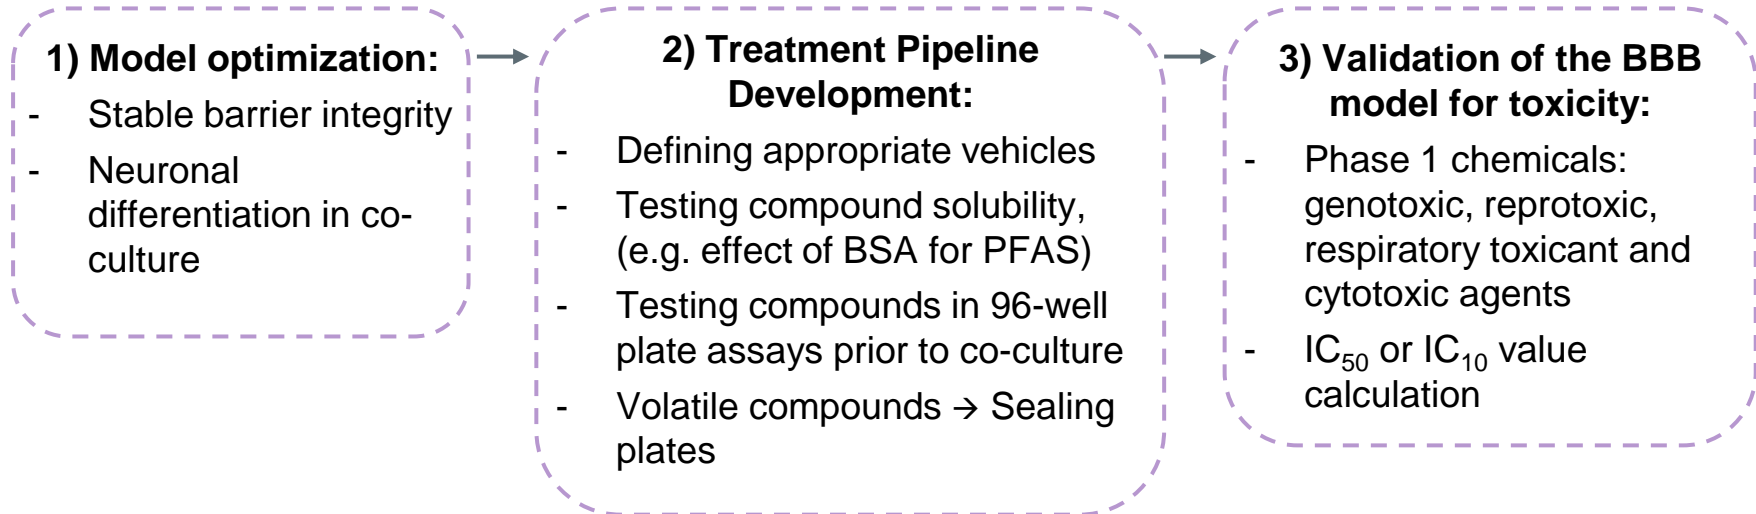 1) Model optimization:
- Stable barrier integrity
- Neuronal
differentiation in co-
culture
2) Treatment Pipeline
Development:
- Defining appropriate vehicles
- Testing compound solubility,
(e.g. effect of BSA for PFAS)
- Testing compounds in 96-well
plate assays prior to co-culture
- Volatile compounds → Sealing
plates
3) Validation of the BBB
model for toxicity:
- Phase 1 chemicals:
genotoxic, reprotoxic,
respiratory toxicant and
cytotoxic agents
- IC₅₀ or IC₁₀ value
calculation